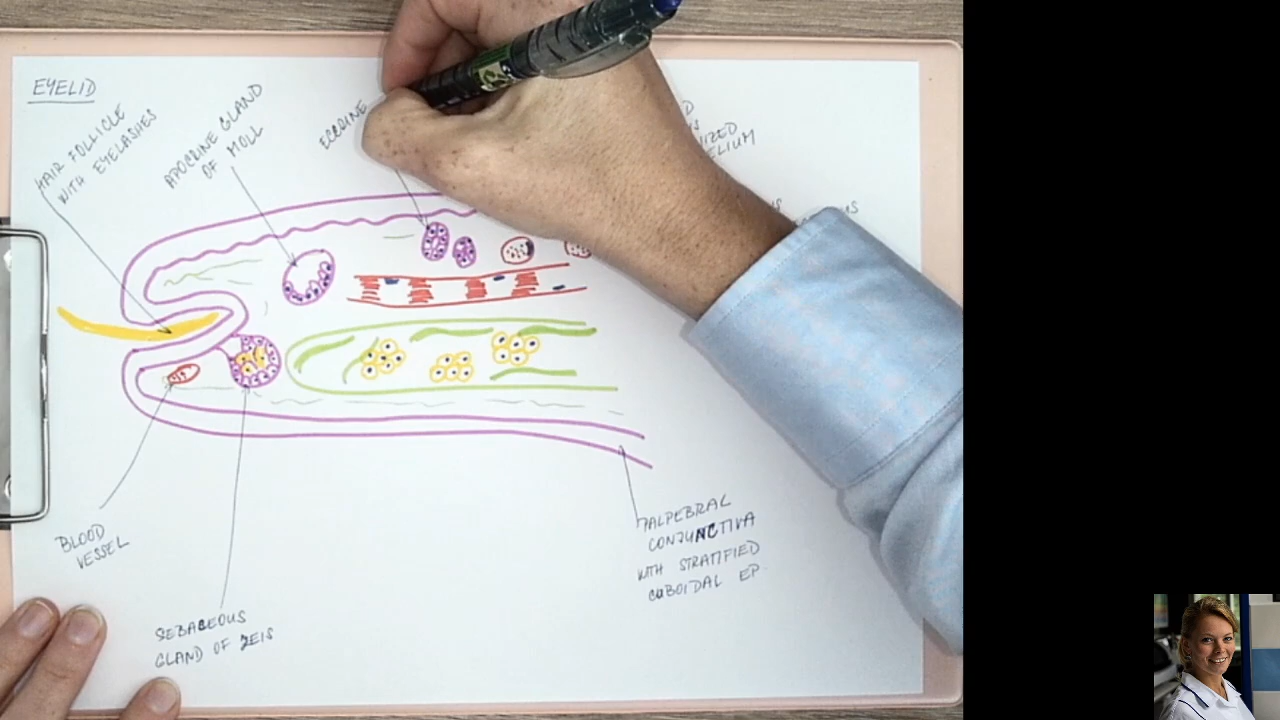 EYELID
HAIR FOLLICLE
WITH EYELASHES
APOCRINE GLAND
OF MOLL
ECCRINE
BLOOD
VESSEL
SEBACEOUS
GLAND OF ZEIS
PALPEBRAL
CONJUNCTIVA
WITH STRATIFIED
CUBOIDAL EP.